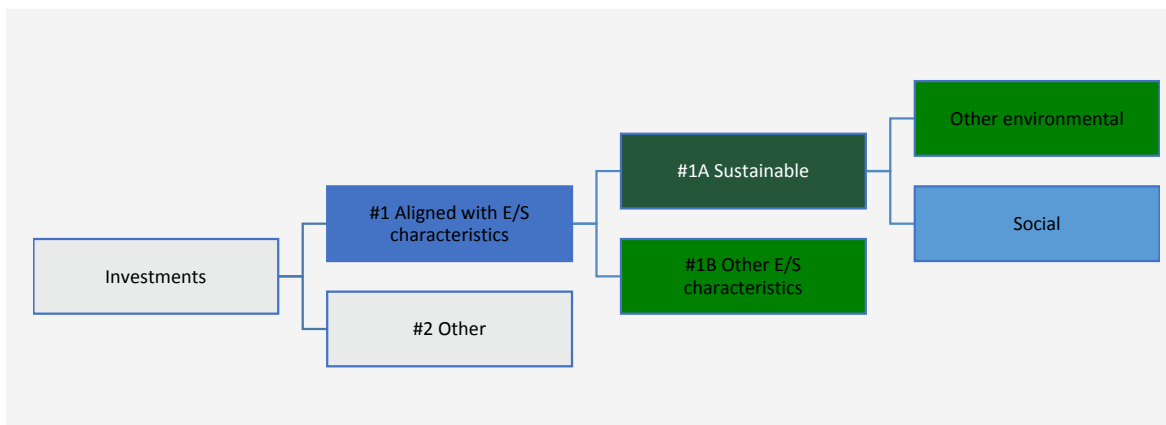 Investments
#1 Aligned with E/S
characteristics
#2 Other
#1A Sustainable
#1B Other E/S
characteristics
Other environmental
Social